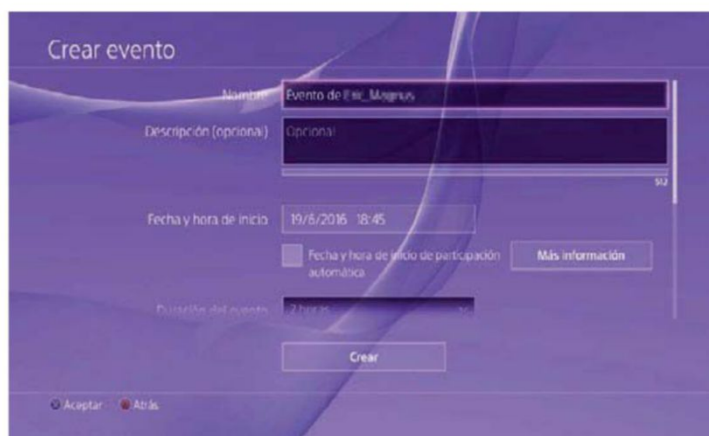 Crear evento
Nombre
Evento de
Descripción (opcional)
Opcional
512
Fecha y hora de inicio
19/6/2016 18:45
Fecha y hora de inicio de participación
automática
Más información
Duración del evento
2 horas
Crear
Aceptar
Atrás